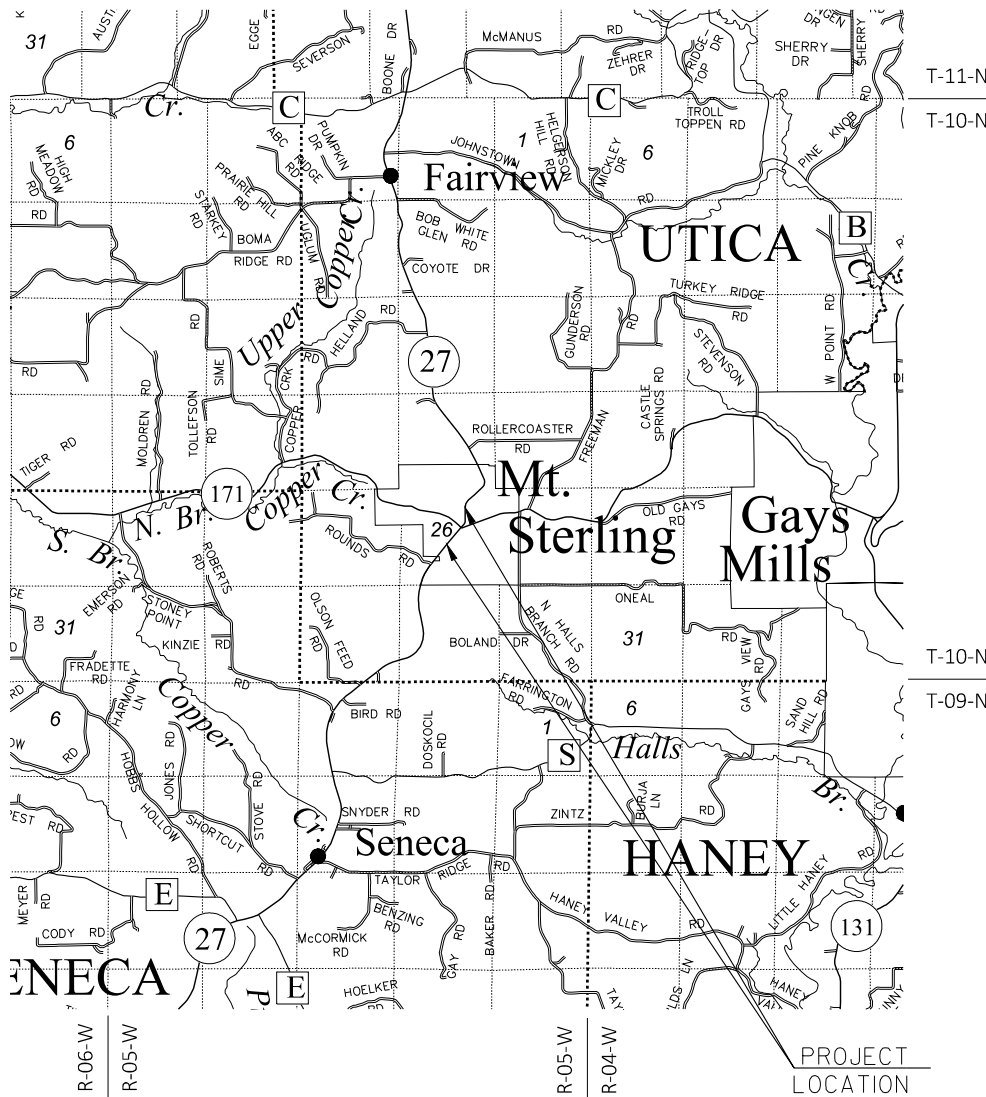 31
AUSTI
EGGE
SEVERSON
BOONE DR
McMANUS RD
ZEHRER DR
RIDGE-TOP DR
SHERRY DR
SHERRY
T-11-N
T-10-N
Cr.
C
C
TROLL TOPPEN RD
PINE KNOB RD
6
HIGH MEADOW RD
RD
ABC RIDGE RD
PUMPKIN DR
JOHNSTOWN
1
HELGERSON HILL RD
MICKLEY DR
6
RD
Fairview
PRAIRIE HILL RD
STARKEY RD
BOMA RIDGE RD
UGLUM RD
BOB WHITE GLEN RD
COYOTE DR
UTICA
B
Cr.
Upper Copper Cr.
TURKEY RIDGE RD
W POINT RD
GUNDERSON RD
RD
STEVENSON RD
RD
SIME
RD
HELLAND
RD
COPPER CRK
27
MOLDREN RD
TOLLEFSON RD
ROLLERCOASTER RD
FREEMAN
CASTLE SPRINGS RD
TIGER RD
171
Copper Cr.
N. Br.
S. Br.
Mt. Sterling
26
OLD GAYS RD
Gays Mills
ROUNDS RD
ROBERTS RD
EMERSON RD
STONEY POINT
KINZIE RD
RD
OLSON FEED RD
ONEAL
RD
N HALLS BRANCH RD
BOLAND DR
31
GAYS VIEW RD
SAND HILL RD
T-10-N
T-09-N
31
RD
FRADETTE RD
HARMONY LN
6
RD
Copper Cr.
BIRD RD
FARRINGTON RD
1
6
DOSKOCIL RD
S
Halls Br.
HOBBS HOLLOW RD
JONES RD
STOVE RD
SHORTCUT RD
SNYDER RD
Seneca
ZINTZ RD
BURJA LN
HANEY
TAYLOR RIDGE RD
BENZING RD
McCORMICK RD
GAY RD
BAKER RD
HANEY VALLEY RD
LITTLE HANEY RD
131
MEYER RD
E
CODY RD
27
ENECA
E
HOELKER
HANEY
R-06-W
R-05-W
R-05-W
R-04-W
PROJECT
LOCATION